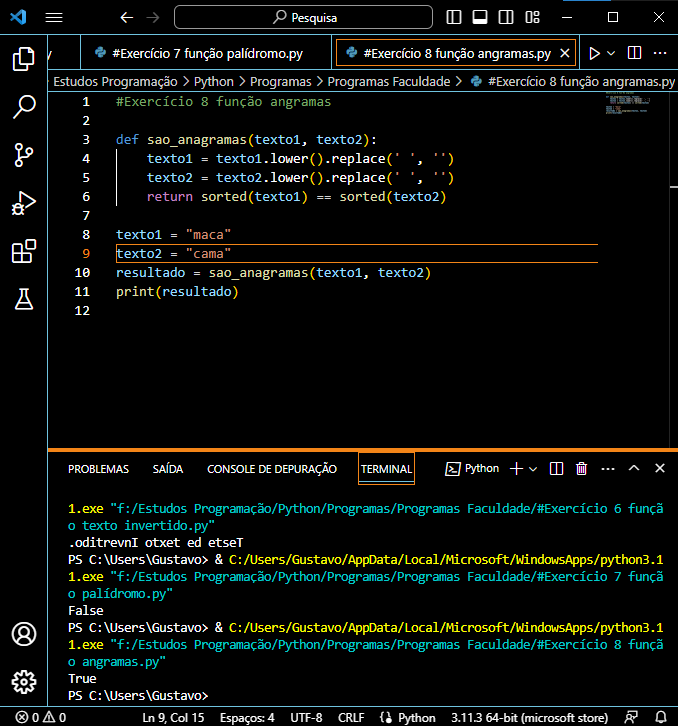 Pesquisa
y #Exercício 7 função palídromo.py #Exercício 8 função angramas.py
Estudos Programação > Python > Programas > Programas Faculdade > #Exercício 8 função angramas.py
1 #Exercício 8 função angramas
2
3 def sao_anagramas(texto1, texto2):
4 texto1 = texto1.lower().replace(' ', '')
5 texto2 = texto2.lower().replace(' ', '')
6 return sorted(texto1) == sorted(texto2)
7
8 texto1 = "maca"
9 texto2 = "cama"
10 resultado = sao_anagramas(texto1, texto2)
11 print(resultado)
12
PROBLEMAS SAÍDA CONSOLE DE DEPURAÇÃO TERMINAL Python
1.exe "f:/Estudos Programação/Python/Programas/Programas Faculdade/#Exercício 6 funçã
o texto invertido.py"
.oditrevnI otxet ed etseT
PS C:\Users\Gustavo> & C:/Users/Gustavo/AppData/Local/Microsoft/WindowsApps/python3.1
1.exe "f:/Estudos Programação/Python/Programas/Programas Faculdade/#Exercício 7 funçã
o palídromo.py"
False
PS C:\Users\Gustavo> & C:/Users/Gustavo/AppData/Local/Microsoft/WindowsApps/python3.1
1.exe "f:/Estudos Programação/Python/Programas/Programas Faculdade/#Exercício 8 funçã
o angramas.py"
True
PS C:\Users\Gustavo>
0 0 Ln 9, Col 15 Espaços: 4 UTF-8 CRLF Python 3.11.3 64-bit (microsoft store)